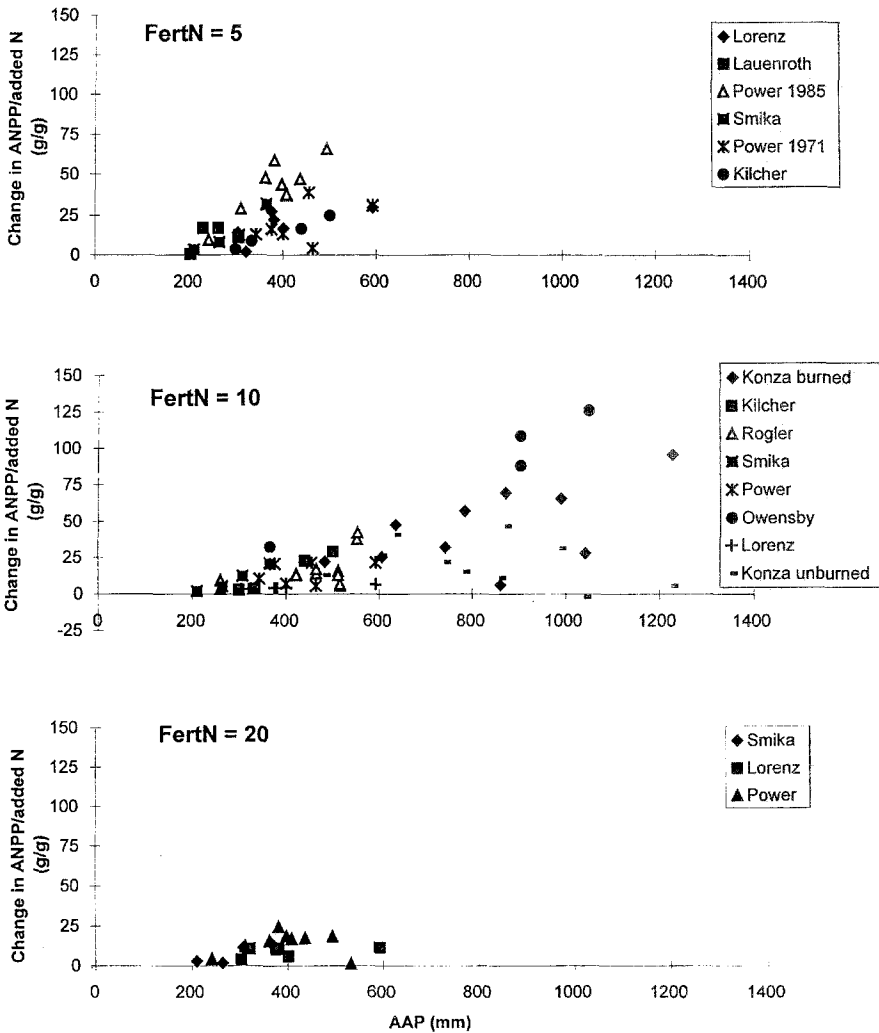 FertN = 5
Change in ANPP/added N
(g/g)
150
125
100
75
50
25
0
0
200
400
600
800
1000
1200
1400
Lorenz
Lauenroth
Power 1985
Smika
Power 1971
Kilcher
FertN = 10
Change in ANPP/added N
(g/g)
150
125
100
75
50
25
0
-25
0
200
400
600
800
1000
1200
1400
Konza burned
Kilcher
Rogler
Smika
Power
Owensby
Lorenz
Konza unburned
FertN = 20
Change in ANPP/added N
(g/g)
150
125
100
75
50
25
0
0
200
400
600
800
1000
1200
1400
AAP (mm)
Smika
Lorenz
Power